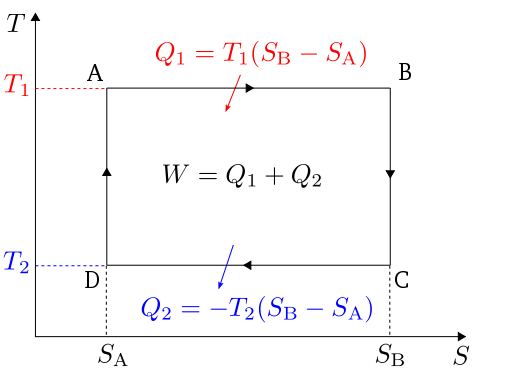 T
Q₁ = T₁(S_B − S_A)
A
B
T₁
W = Q₁ + Q₂
T₂
D
C
Q₂ = −T₂(S_B − S_A)
S_A
S_B
S